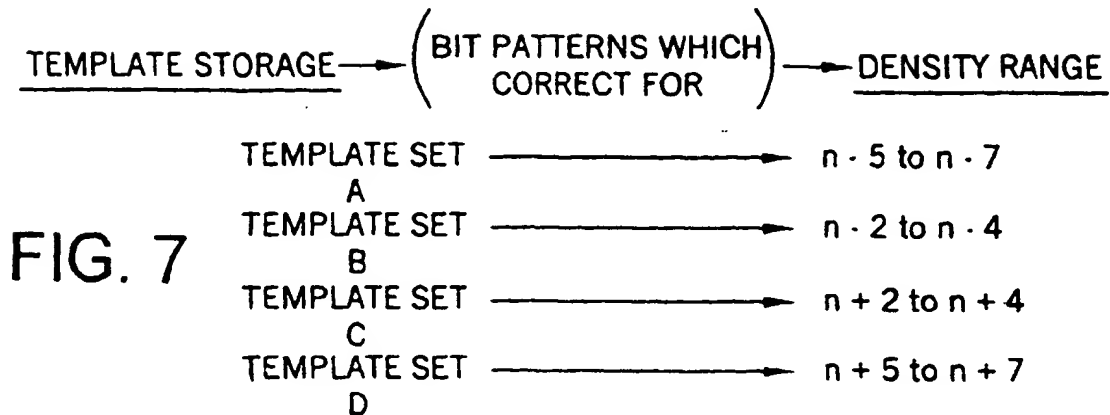 TEMPLATE STORAGE → (BIT PATTERNS WHICH CORRECT FOR) → DENSITY RANGE
TEMPLATE SET A → n - 5 to n - 7
TEMPLATE SET B → n - 2 to n - 4
TEMPLATE SET C → n + 2 to n + 4
TEMPLATE SET D → n + 5 to n + 7
FIG. 7